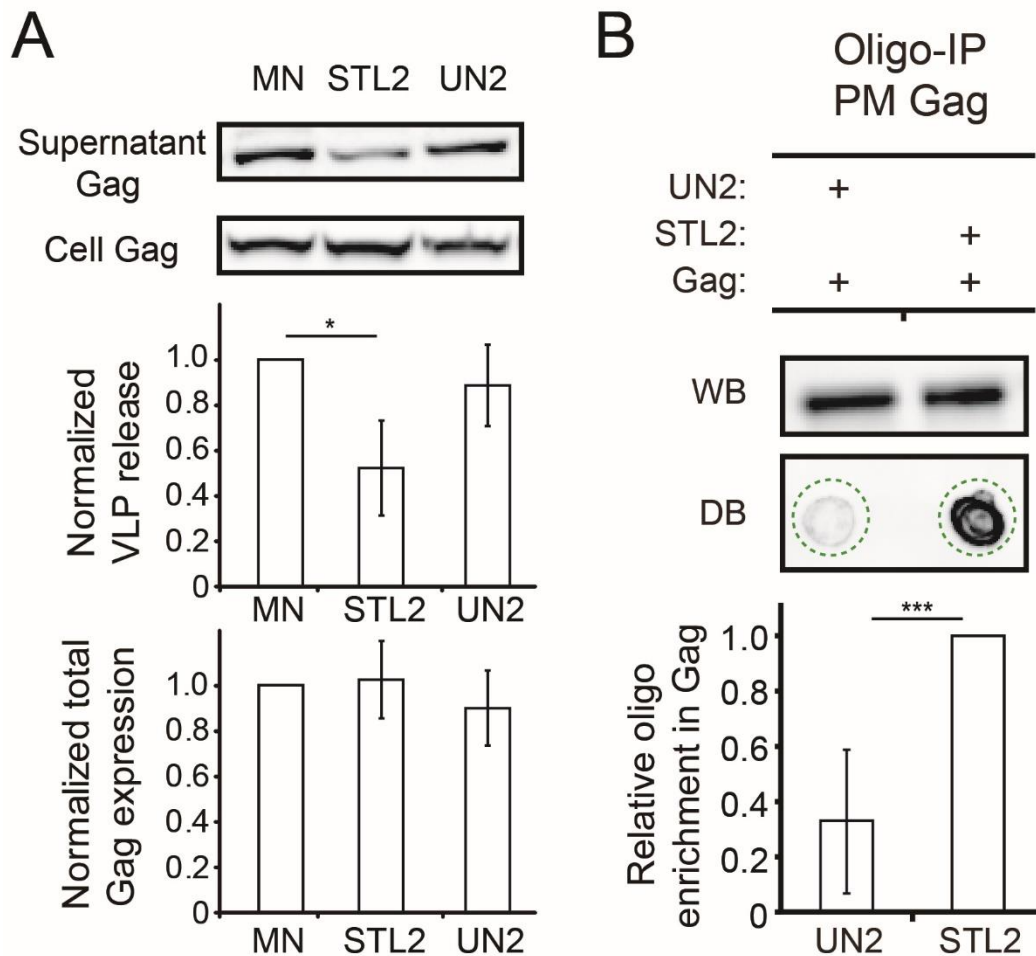 A
MN STL2 UN2
Supernatant
Gag
Cell Gag
*
Normalized
VLP release
1.0
0.8
0.6
0.4
0.2
0
MN STL2 UN2
Normalized total
Gag expression
1.0
0.8
0.6
0.4
0.2
0
MN STL2 UN2
B
Oligo-IP
PM Gag
UN2: +
STL2: +
Gag: + +
WB
DB
***
Relative oligo
enrichment in Gag
1.0
0.8
0.6
0.4
0.2
0
UN2 STL2